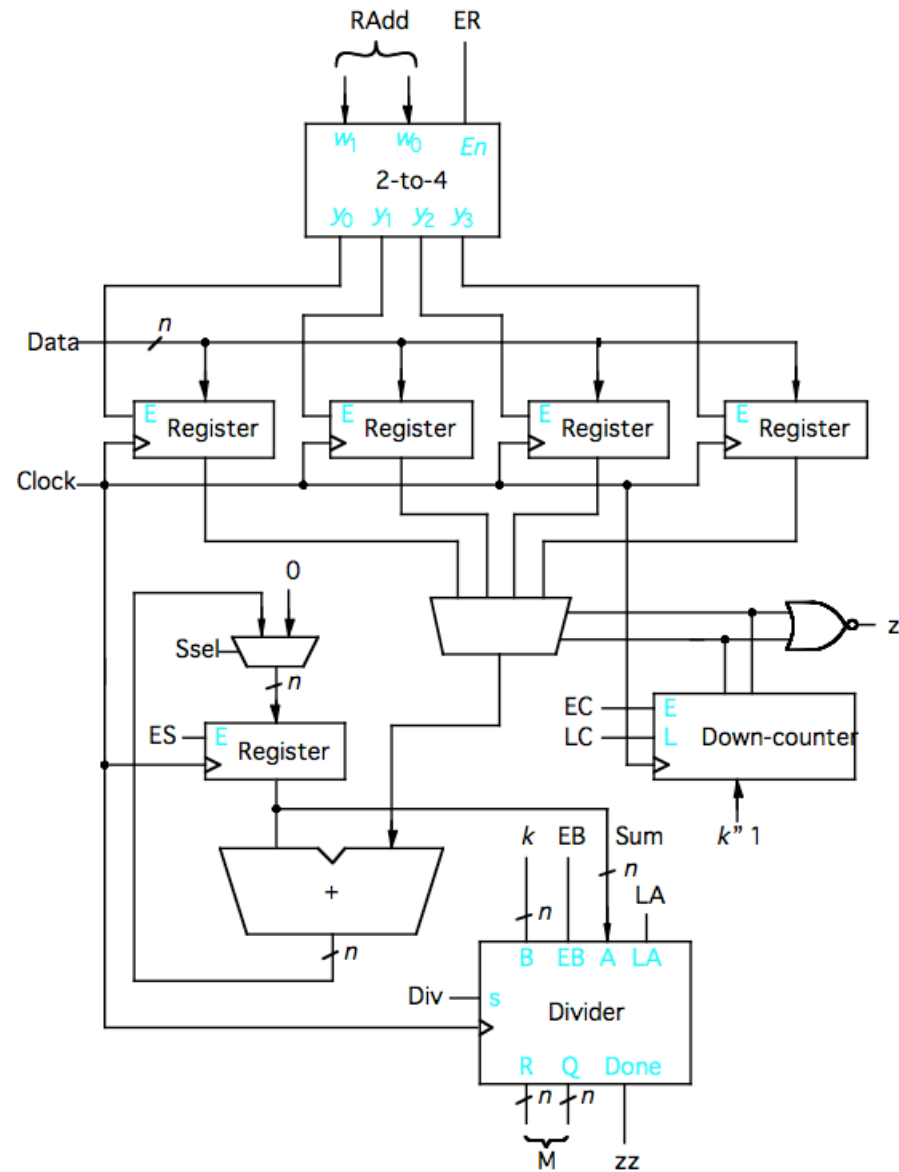 RAdd ER
w1 w0 En
2-to-4
y0 y1 y2 y3
Data n
E E E E
Register Register Register Register
Clock
0
z
Ssel
n
EC E
ES E LC L Down-counter
Register
k” 1
k EB Sum
n
LA
+
n
n
B EB A LA
Div s
Divider
R Q Done
n n
M zz